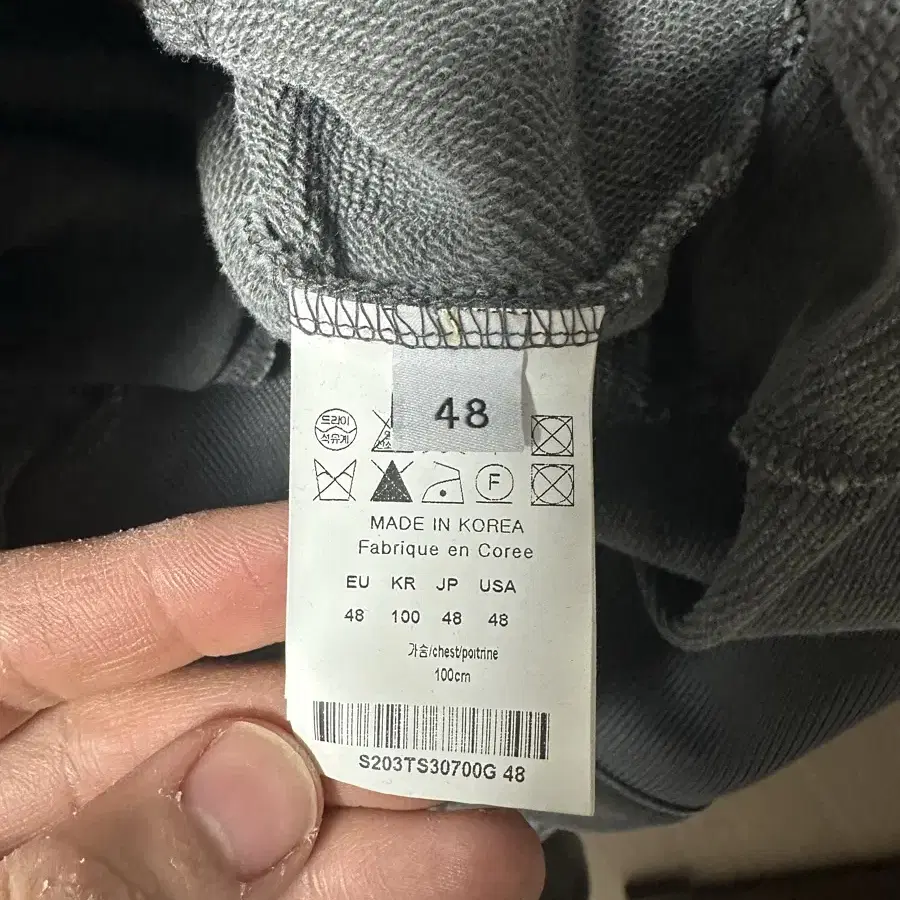 48
드라이
석유계
F
MADE IN KOREA
Fabrique en Coree
EU KR JP USA
48 100 48 48
가슴/chest/poitrine
100cm
S203TS30700G 48